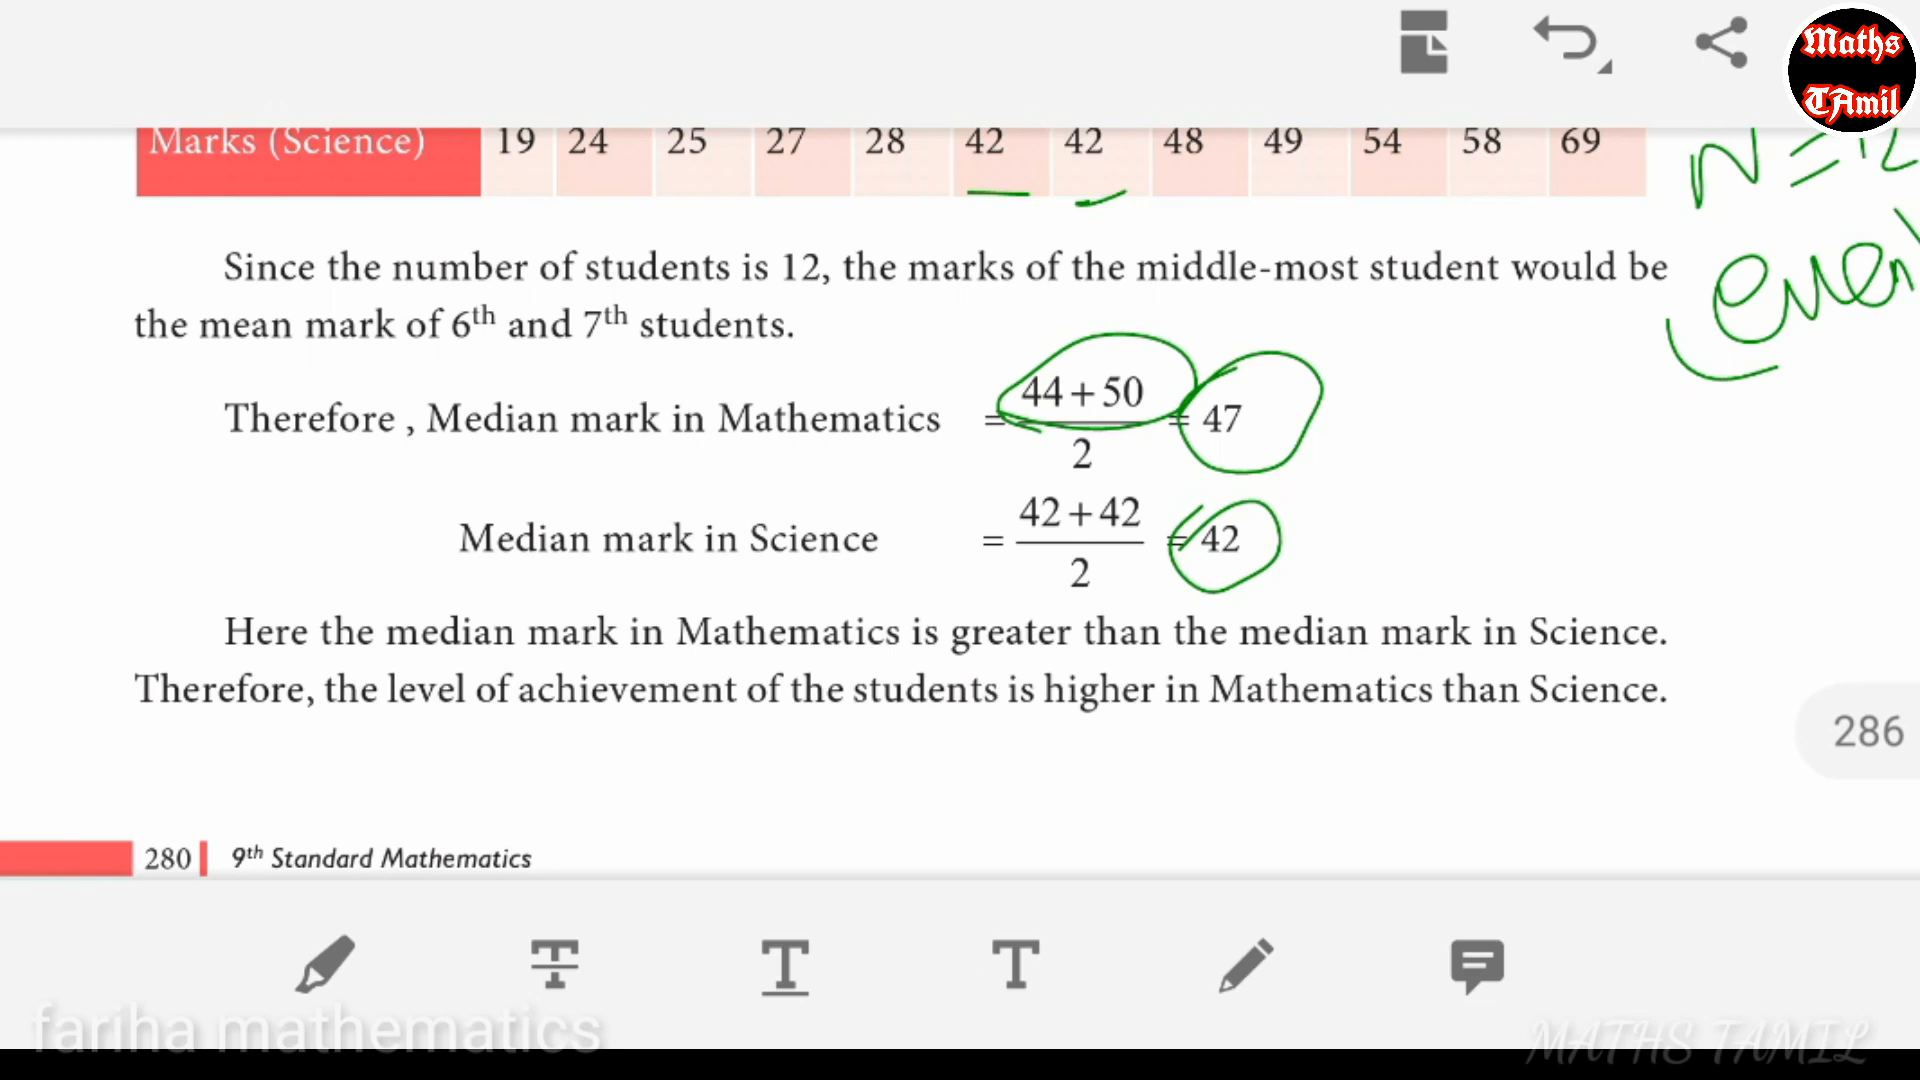 Maths
TAmil
Marks (Science) 19 24 25 27 28 42 42 48 49 54 58 69
N = 12
even
Since the number of students is 12, the marks of the middle-most student would be
the mean mark of 6th and 7th students.
Therefore , Median mark in Mathematics = 44 + 50 / 2 = 47
Median mark in Science = 42 + 42 / 2 = 42
Here the median mark in Mathematics is greater than the median mark in Science.
Therefore, the level of achievement of the students is higher in Mathematics than Science.
286
280 9th Standard Mathematics
fariha mathematics
MATHS TAMIL